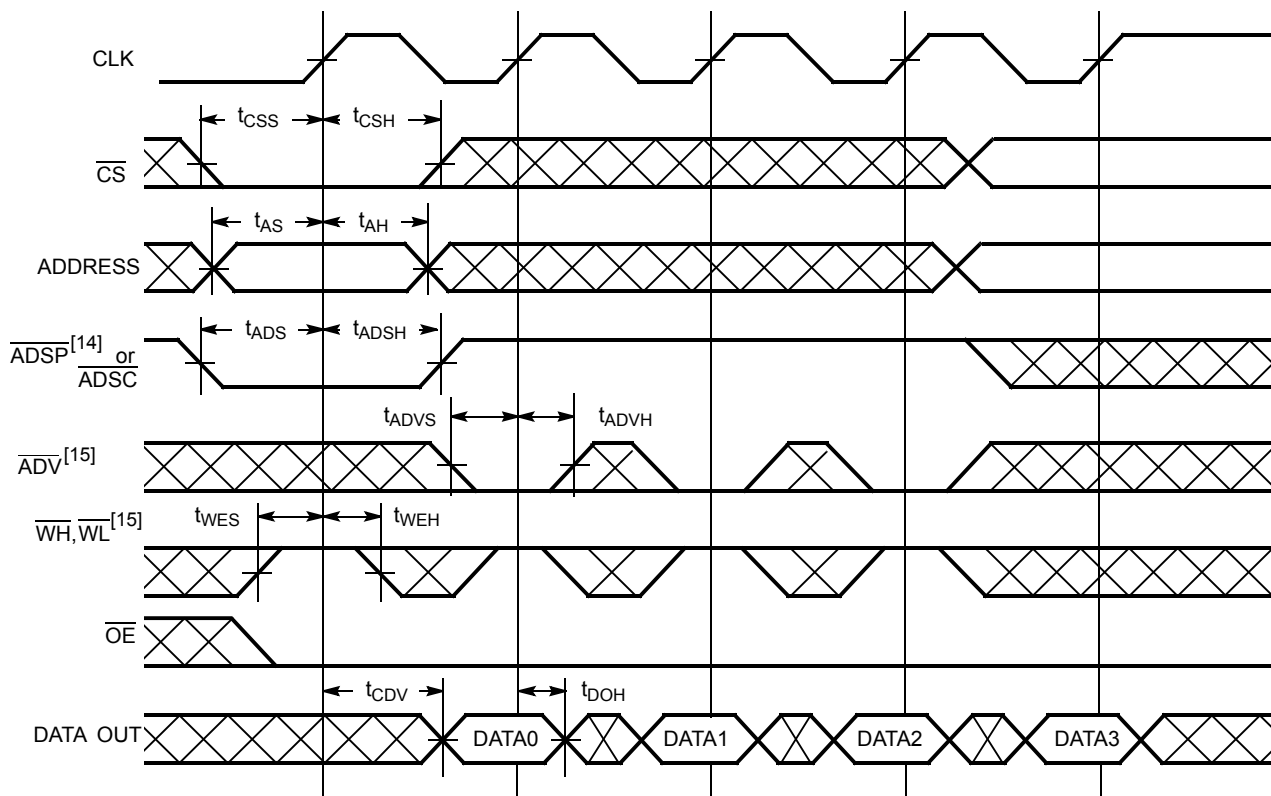 CLK
tCSS tCSH
CS
tAS tAH
ADDRESS
tADS tADSH
ADSP[14] or
ADSC
tADVS tADVH
ADV[15]
tWES tWEH
WH,WL[15]
OE
tCDV tDOH
DATA OUT DATA0 DATA1 DATA2 DATA3